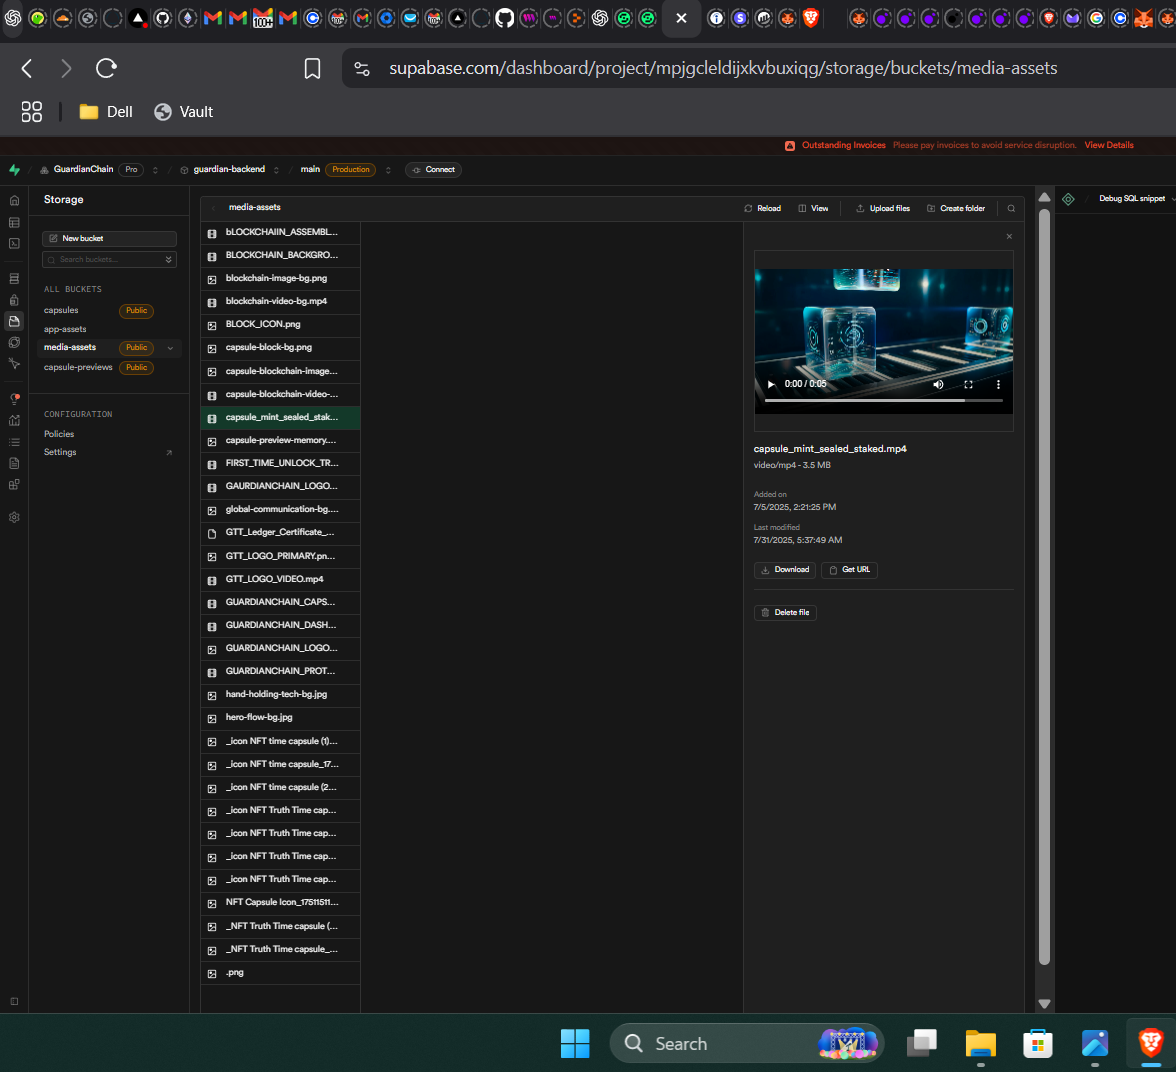 100+
supabase.com/dashboard/project/mpjgcleldijxkvbuxiqg/storage/buckets/media-assets
Dell
Vault
Outstanding Invoices Please pay invoices to avoid service disruption. View Details
GuardianChain Pro / guardian-backend / main Production Connect
Storage
New bucket
Search buckets...
ALL BUCKETS
capsules Public
app-assets
media-assets Public
capsule-previews Public
CONFIGURATION
Policies
Settings
media-assets
Reload View Upload files Create folder
bLOCKCHAIIN_ASSEMBL...
BLOCKCHAIN_BACKGRO...
blockchain-image-bg.png
blockchain-video-bg.mp4
BLOCK_ICON.png
capsule-block-bg.png
capsule-blockchain-image...
capsule-blockchain-video-...
capsule_mint_sealed_stak...
capsule-preview-memory....
FIRST_TIME_UNLOCK_TR...
GAURDIANCHAIN_LOGO...
global-communication-bg....
GTT_Ledger_Certificate_...
GTT_LOGO_PRIMARY.pn...
GTT_LOGO_VIDEO.mp4
GUARDIANCHAIN_CAPS...
GUARDIANCHAIN_DASH...
GUARDIANCHAIN_LOGO...
GUARDIANCHAIN_PROT...
hand-holding-tech-bg.jpg
hero-flow-bg.jpg
_icon NFT time capsule (1)...
_icon NFT time capsule_17...
_icon NFT time capsule (2...
_icon NFT Truth Time cap...
_icon NFT Truth Time cap...
_icon NFT Truth Time cap...
_icon NFT Truth Time cap...
NFT Capsule Icon_17511511...
_NFT Truth Time capsule (...
_NFT Truth Time capsule_...
.png
0:00 / 0:05
capsule_mint_sealed_staked.mp4
video/mp4 - 3.5 MB
Added on
7/5/2025, 2:21:25 PM
Last modified
7/31/2025, 5:37:49 AM
Download Get URL
Delete file
Debug SQL snippet
Search